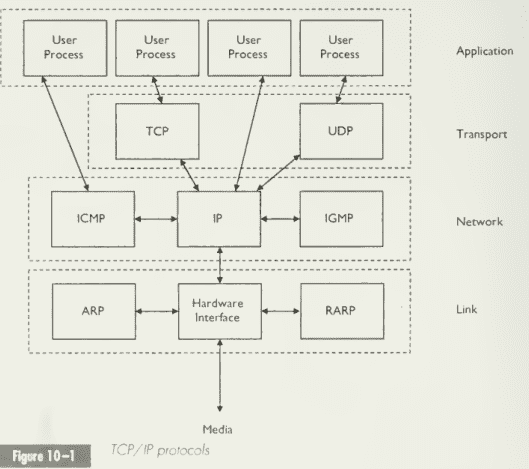 User
Process
User
Process
User
Process
User
Process
Application
TCP
UDP
Transport
ICMP
IP
IGMP
Network
ARP
Hardware
Interface
RARP
Link
Media
Figure 10–1
TCP/IP protocols